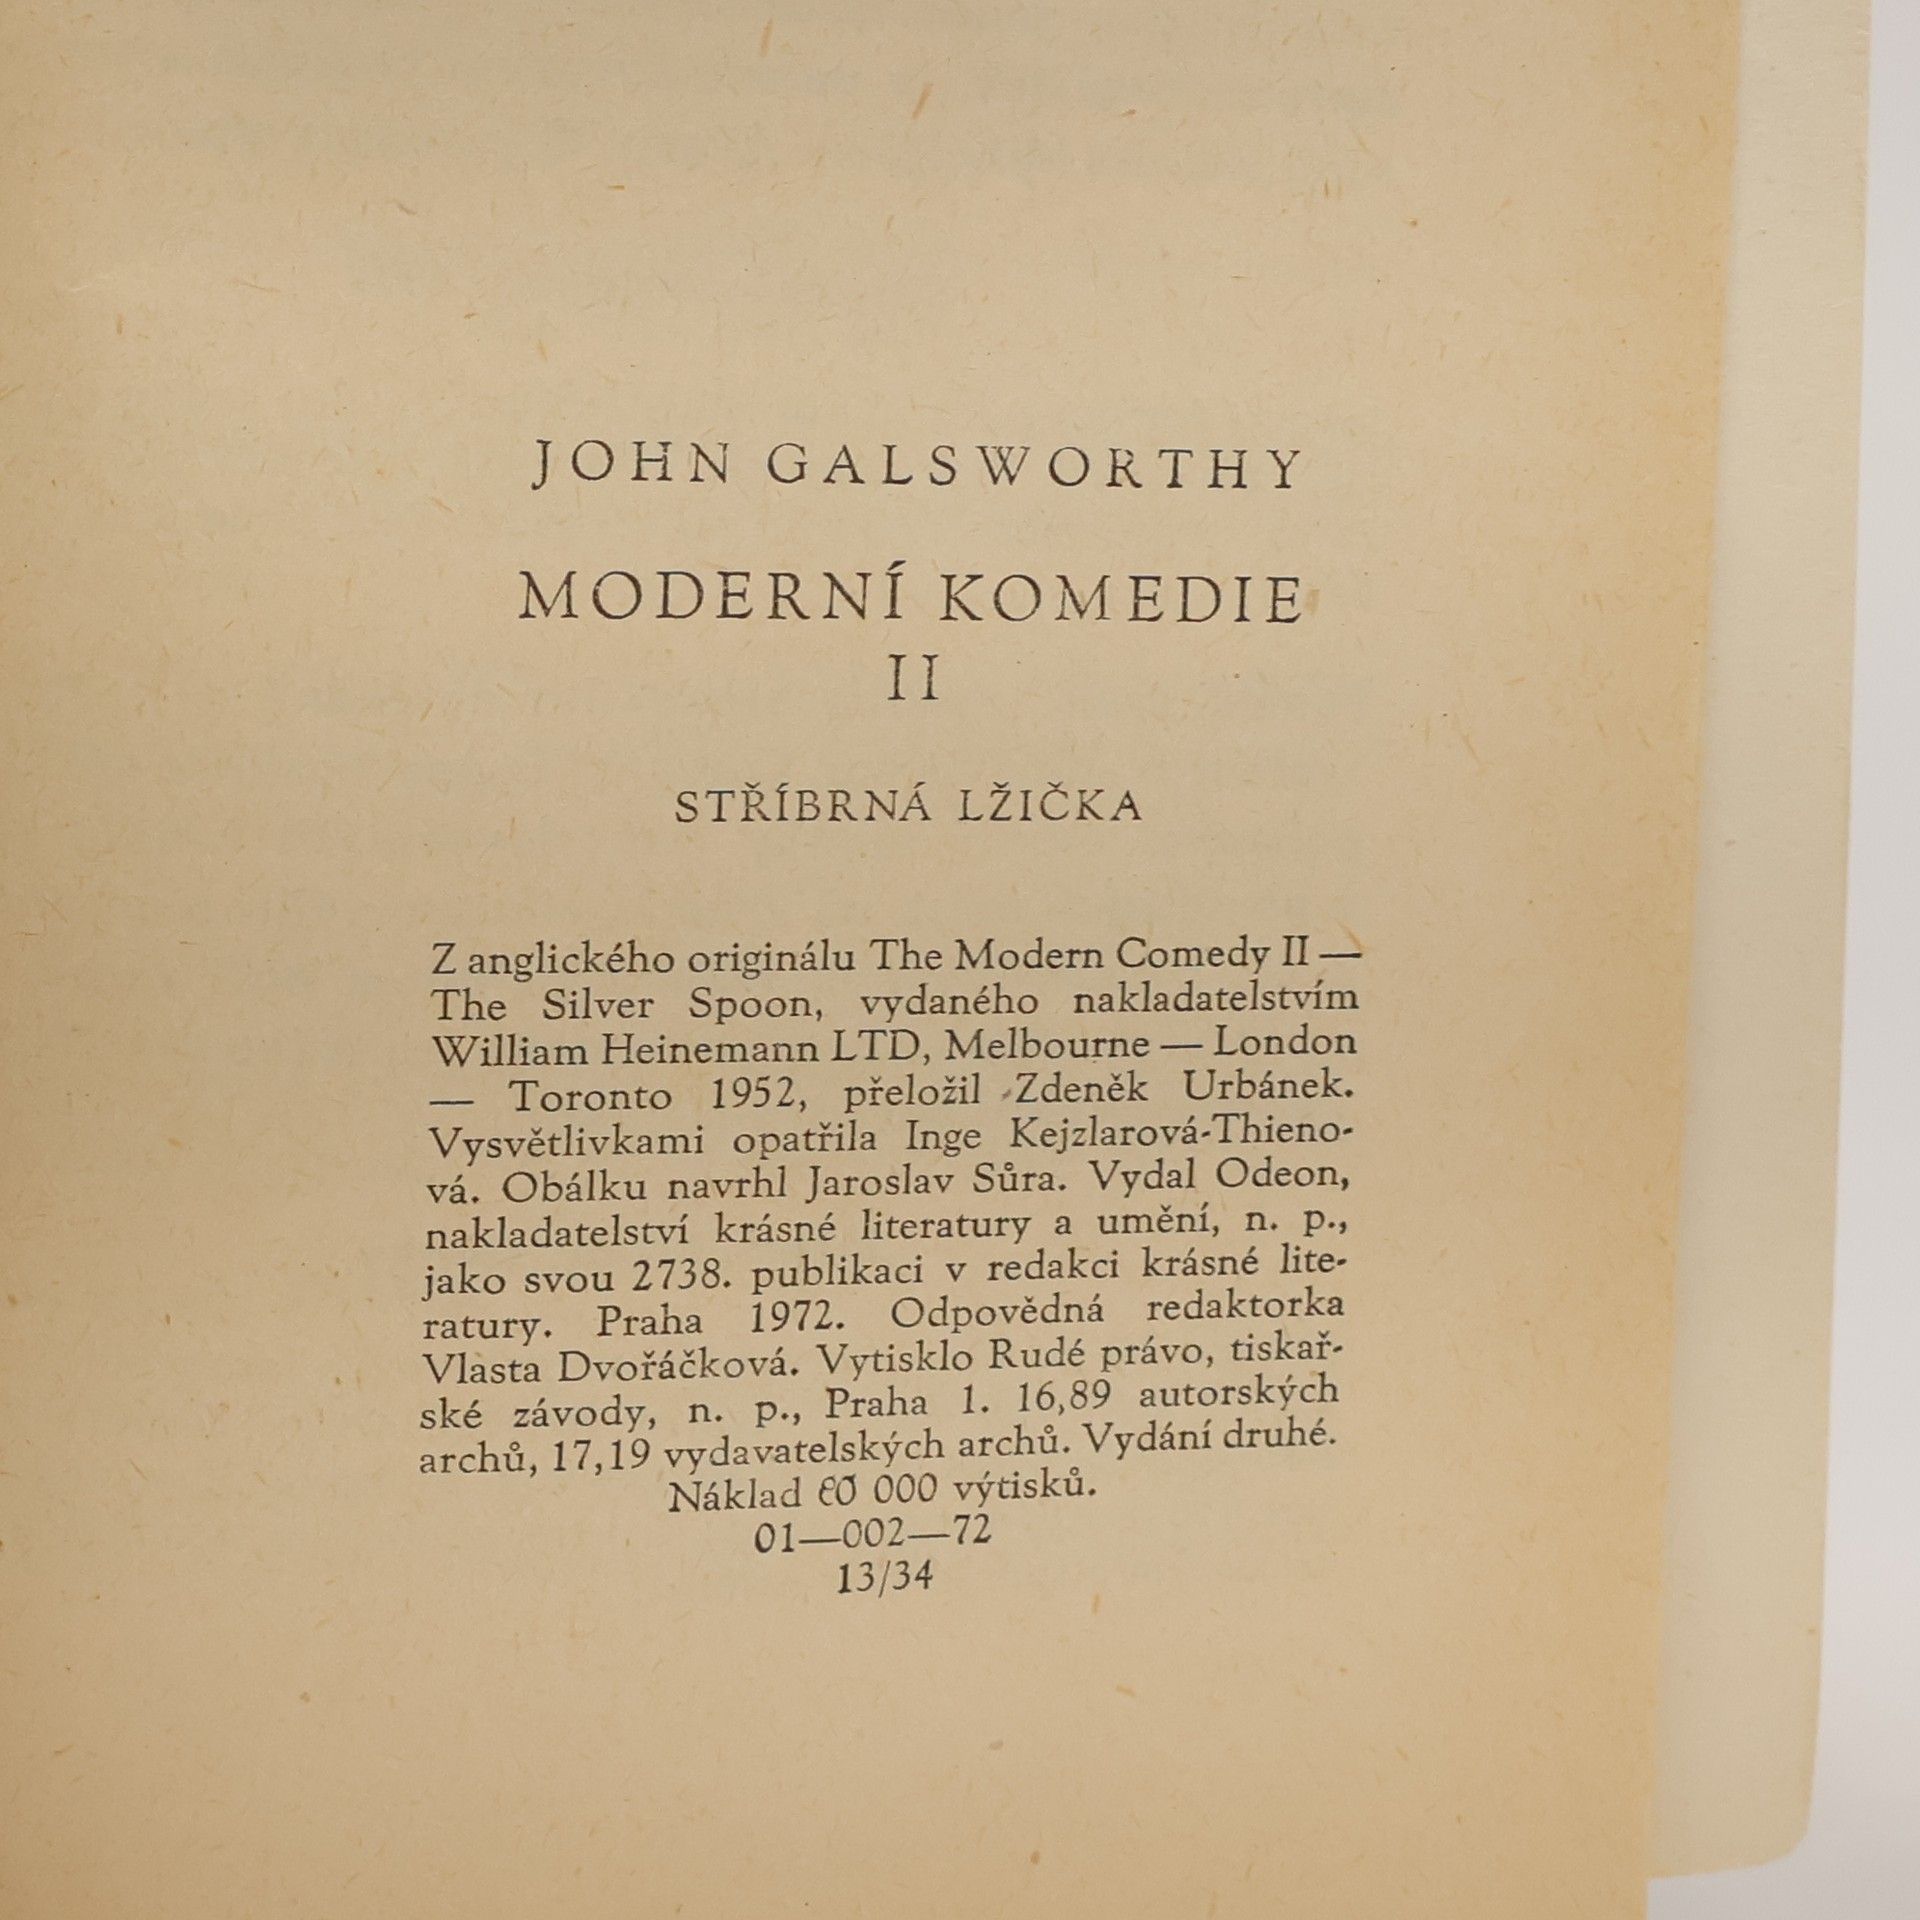 JOHN GALSWORTHY
MODERNÍ KOMEDIE
II
STŘÍBRNÁ LŽIČKA
Z anglického originálu The Modern Comedy II —
The Silver Spoon, vydaného nakladatelstvím
William Heinemann LTD, Melbourne — London
— Toronto 1952, přeložil Zdeněk Urbánek.
Vysvětlivkami opatřila Inge Kejzlarová-Thieno-
vá. Obálku navrhl Jaroslav Sůra. Vydal Odeon,
nakladatelství krásné literatury a umění, n. p.,
jako svou 2738. publikaci v redakci krásné lite-
ratury. Praha 1972. Odpovědná redaktorka
Vlasta Dvořáčková. Vytisklo Rudé právo, tiskař-
ské závody, n. p., Praha 1. 16,89 autorských
archů, 17,19 vydavatelských archů. Vydání druhé.
Náklad 000 výtisků.
01—002—72
13/34